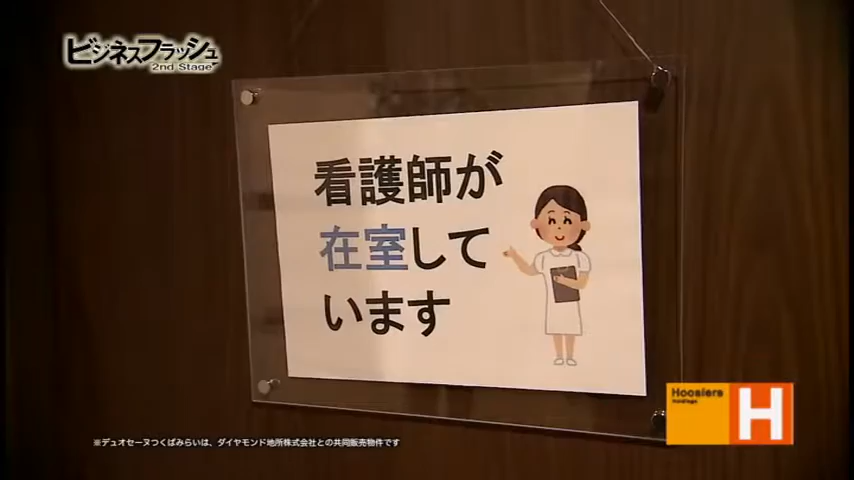 ビジネスフラッシュ
2nd Stage
看護師が
在室して
います
Hoosiers
Holdings
H
※デュオセーヌつくばみらいは、ダイヤモンド地所株式会社との共同販売物件です